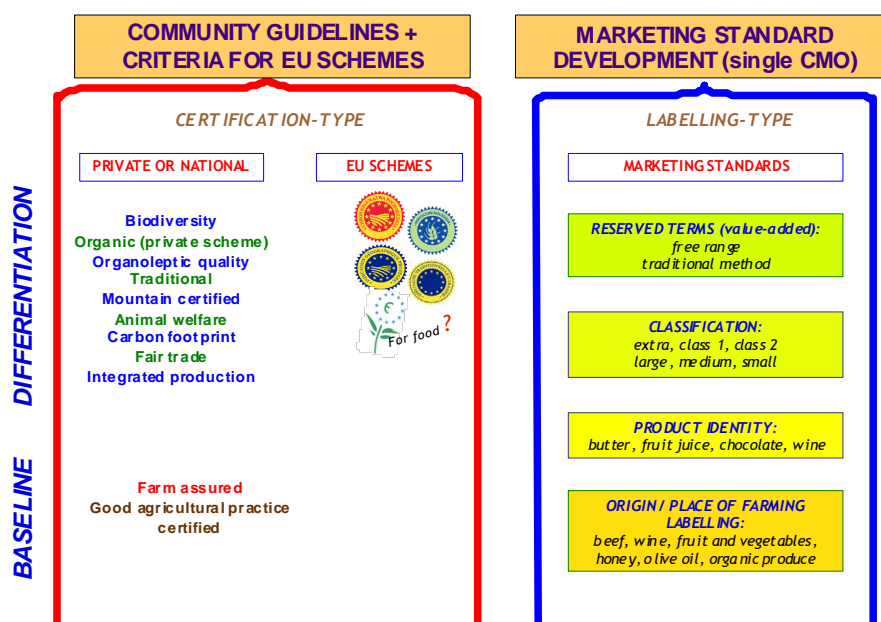 COMMUNITY GUIDELINES +
CRITERIA FOR EU SCHEMES
MARKETING STANDARD
DEVELOPMENT (single CMO)
CERTIFICATION-TYPE
LABELLING-TYPE
PRIVATE OR NATIONAL
EU SCHEMES
MARKETING STANDARDS
DIFFERENTIATION
BASELINE
Biodiversity
Organic (private scheme)
Organoleptic quality
Traditional
Mountain certified
Animal welfare
Carbon footprint
Fair trade
Integrated production
For food ?
Farm assured
Good agricultural practice
certified
RESERVED TERMS (value-added):
free range
traditional method
CLASSIFICATION:
extra, class 1, class 2
large, medium, small
PRODUCT IDENTITY:
butter, fruit juice, chocolate, wine
ORIGIN/ PLACE OF FARMING
LABELLING:
beef, wine, fruit and vegetables,
honey, olive oil, organic produce